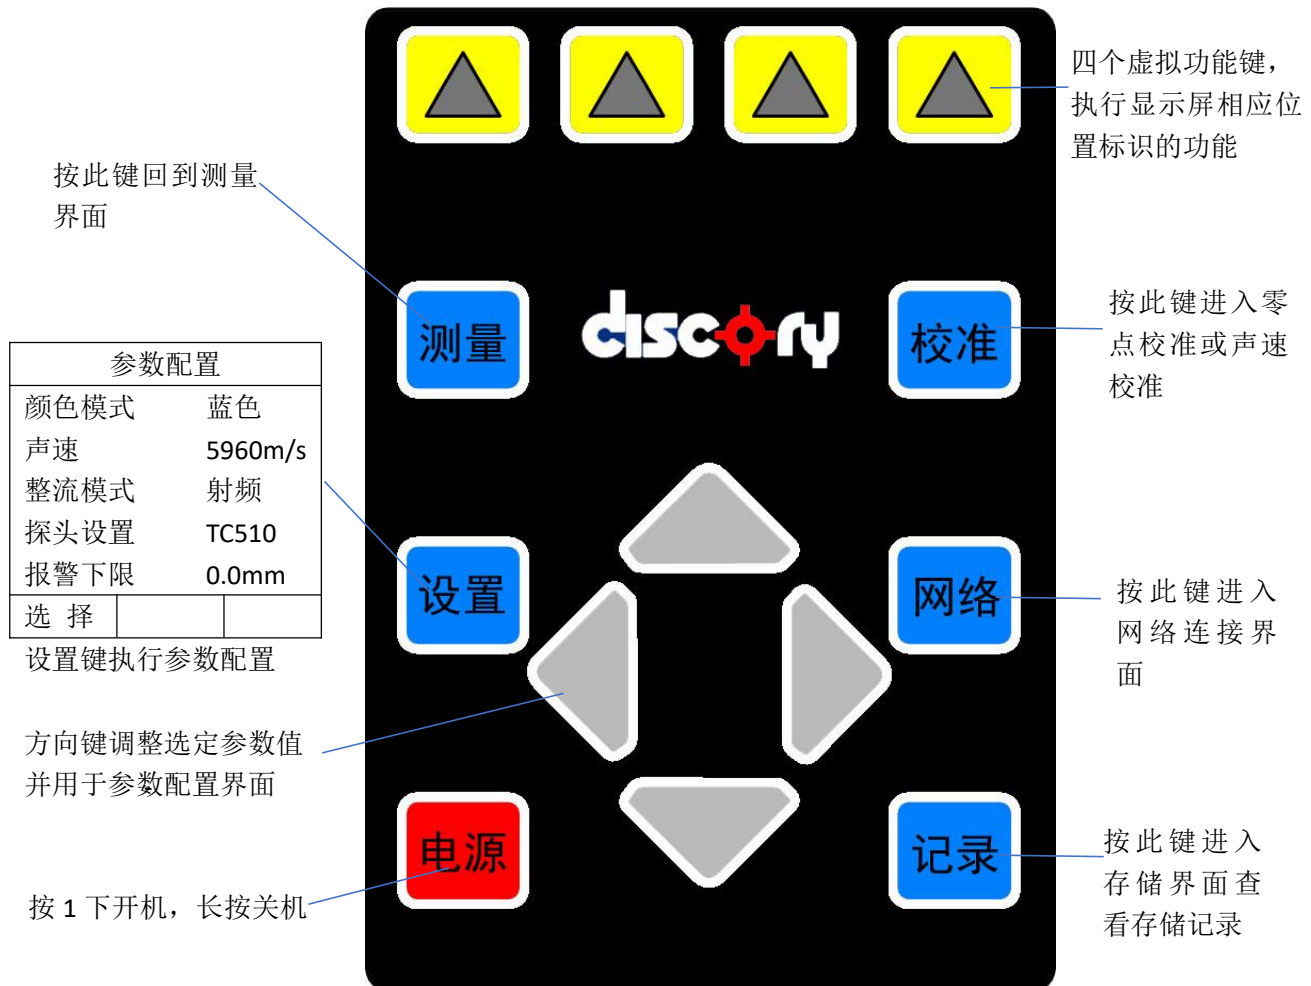 四个虚拟功能键，
执行显示屏相应位
置标识的功能
按此键回到测量
界面
测量
discory
校准
按此键进入零
点校准或声速
校准
参数配置
颜色模式 蓝色
声速 5960m/s
整流模式 射频
探头设置 TC510
报警下限 0.0mm
选 择
设置键执行参数配置
设置
网络
按此键进入
网络连接界
面
方向键调整选定参数值
并用于参数配置界面
电源
记录
按 1 下开机，长按关机
按此键进入
存储界面查
看存储记录